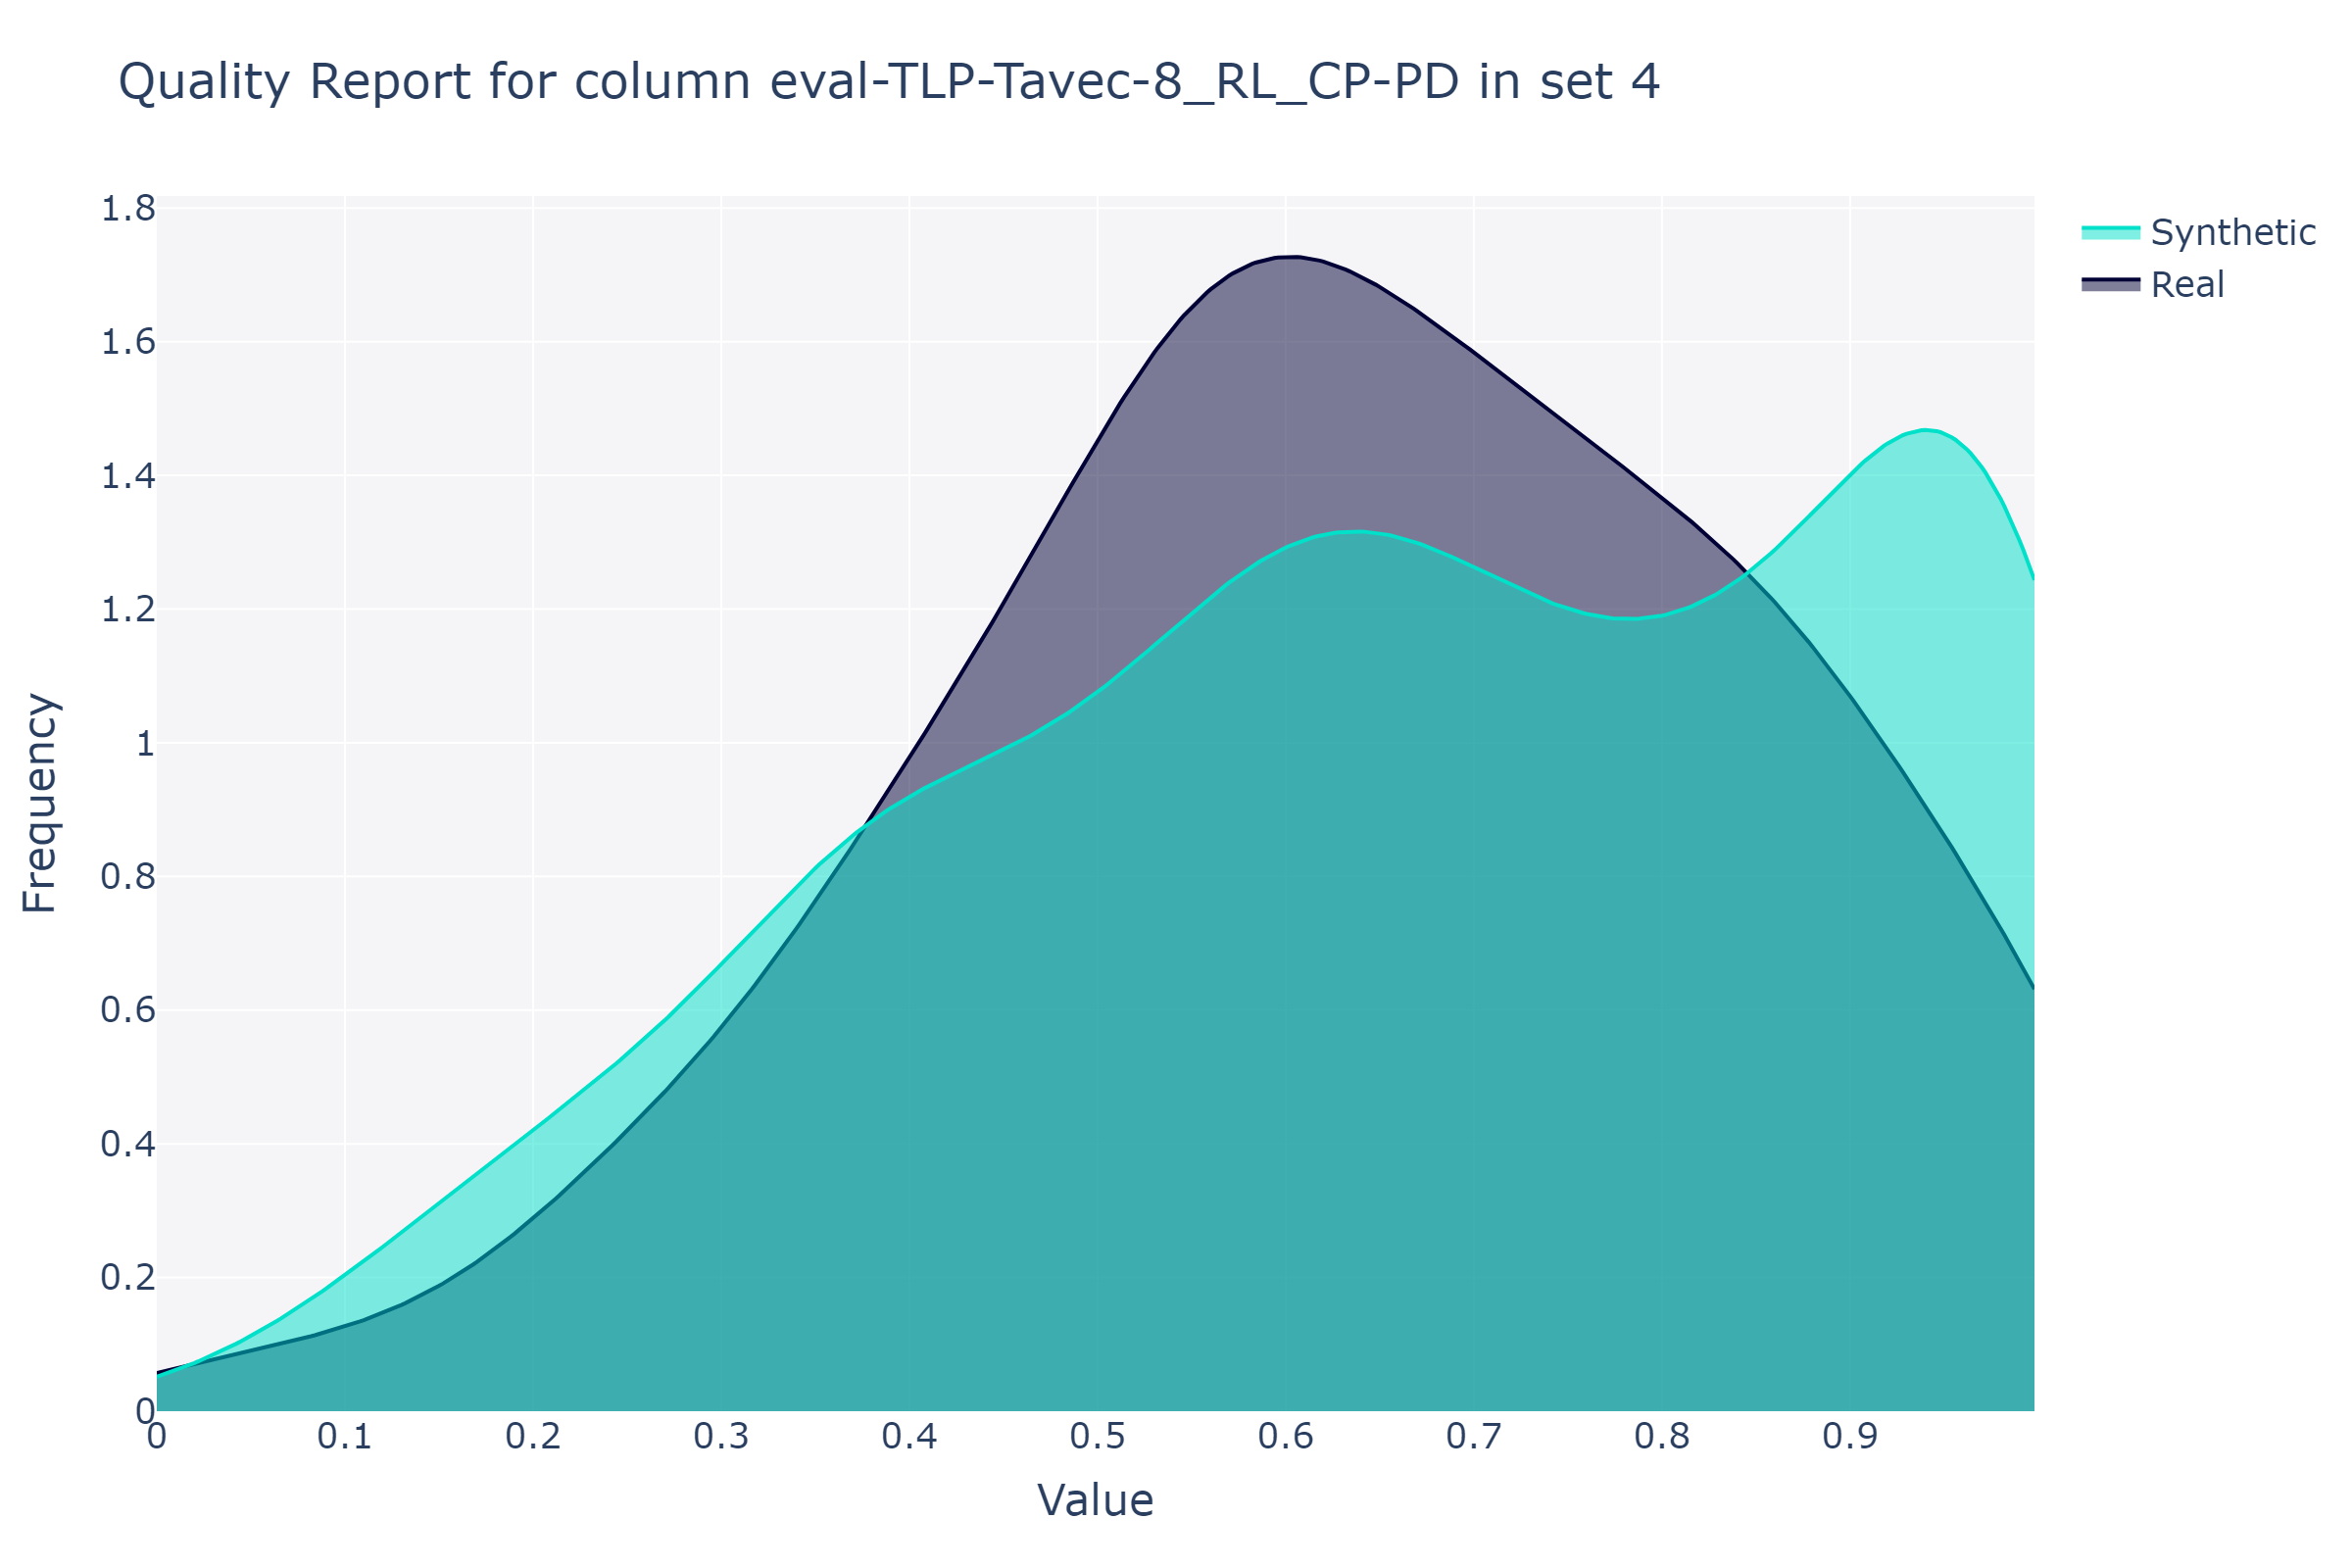 Quality Report for column eval-TLP-Tavec-8_RL_CP-PD in set 4
Synthetic
Real
1.8
1.6
1.4
1.2
1
0.8
0.6
0.4
0.2
0
Frequency
0 0.1 0.2 0.3 0.4 0.5 0.6 0.7 0.8 0.9
Value